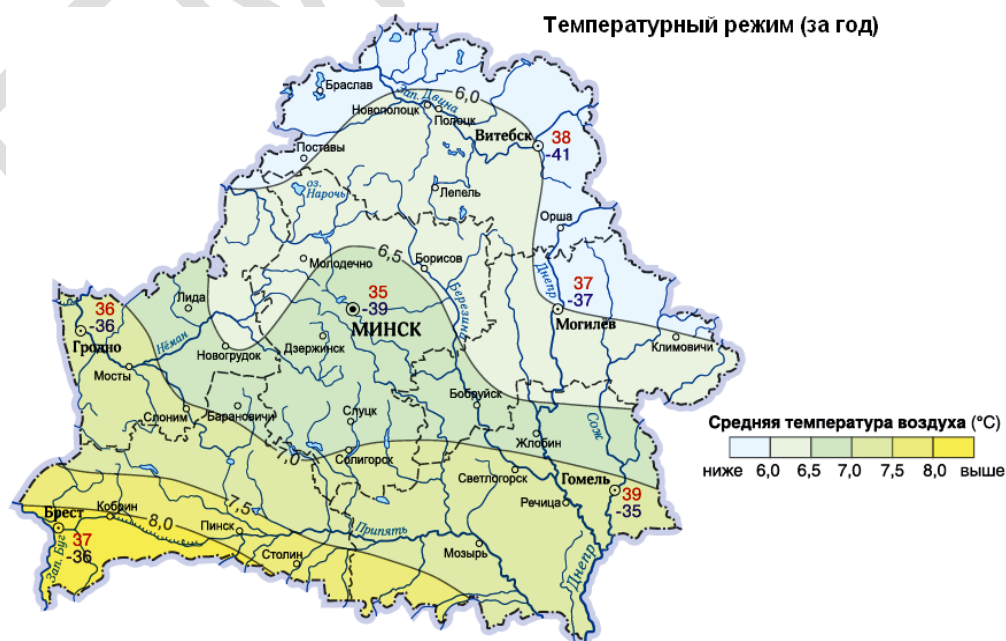 Температурный режим (за год)
Браслав
Зап. Двина
6,0
Новополоцк
Полоцк
Витебск
38
-41
Поставы
оз.
Нарочь
Лепель
Орша
6,5
Молодечно
Борисов
Днепр
37
-37
Могилёв
Березина
Лида
35
-39
МИНСК
36
-36
Гродно
Нёман
Новогрудок
Дзержинск
Климовичи
Мосты
Слоним
Барановичи
Слуцк
Бобруйск
Жлобин
Сож
,0
Солигорск
Светлогорск
Гомель
39
-35
Речица
7,5
Брест
Кобрин
8,0
Пинск
Припять
37
-36
Зап. Буг
Столин
Мозырь
Днепр
Средняя температура воздуха (°C)
ниже 6,0 6,5 7,0 7,5 8,0 выше